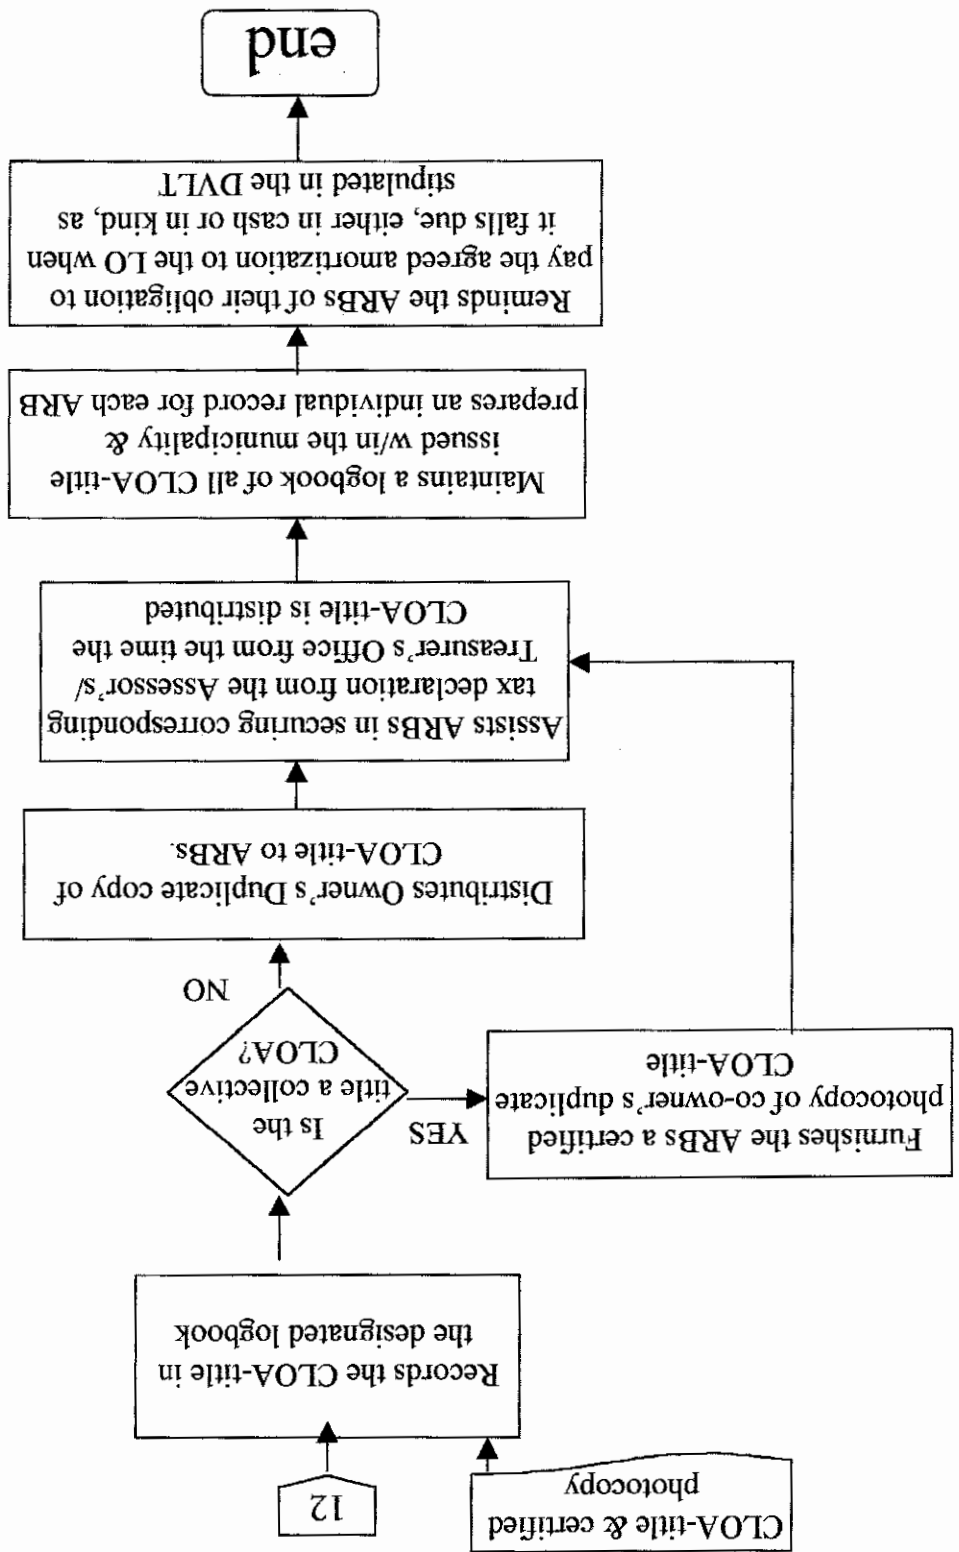 CLOA-title & certified
photocopy
12
Records the CLOA-title in
the designated logbook
Is the
title a collective
CLOA?
YES
NO
Furnishes the ARBs a certified
photocopy of co-owner's duplicate
CLOA-title
Distributes Owner's Duplicate copy of
CLOA-title to ARBs.
Assists ARBs in securing corresponding
tax declaration from the Assessor's/
Treasurer's Office from the time the
CLOA-title is distributed
Maintains a logbook of all CLOA-title
issued w/in the municipality &
prepares an individual record for each ARB
Reminds the ARBs of their obligation to
pay the agreed amortization to the LO when
it falls due, either in cash or in kind, as
stipulated in the DVLT
end